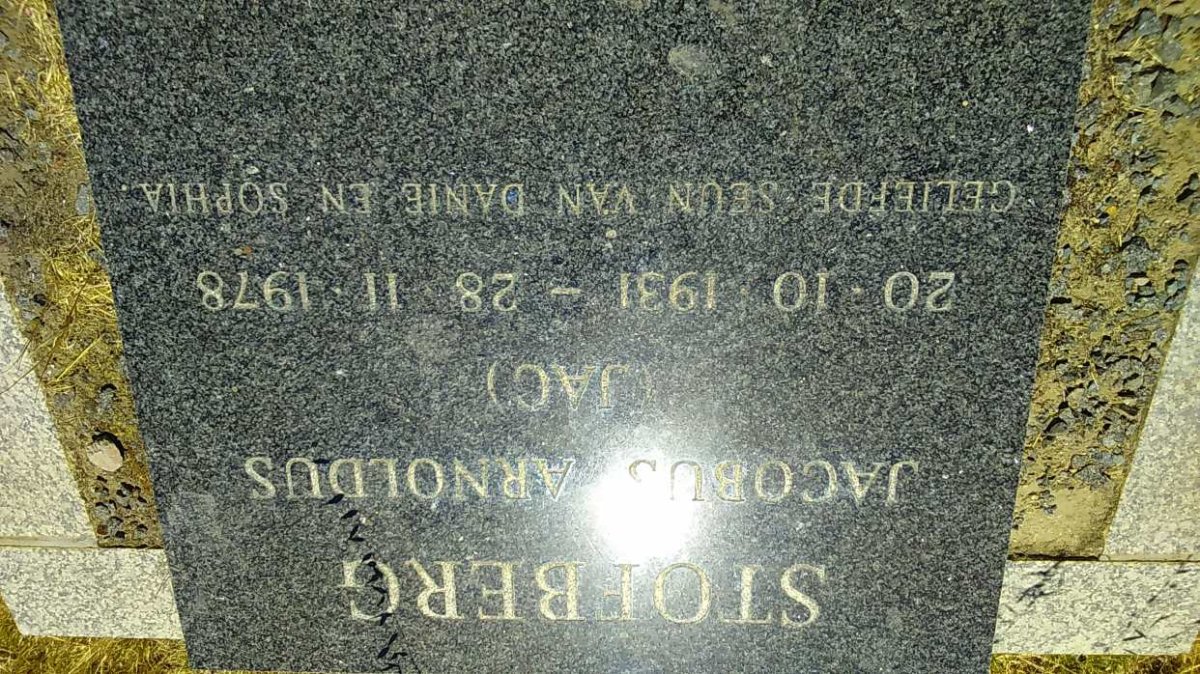 STOFBERG
JACOBUS ARNOLDUS
(JAC)
20·10·1931 – 28 11·1978
GELIEFDE SEUN VAN DANIE EN SOPHIA.